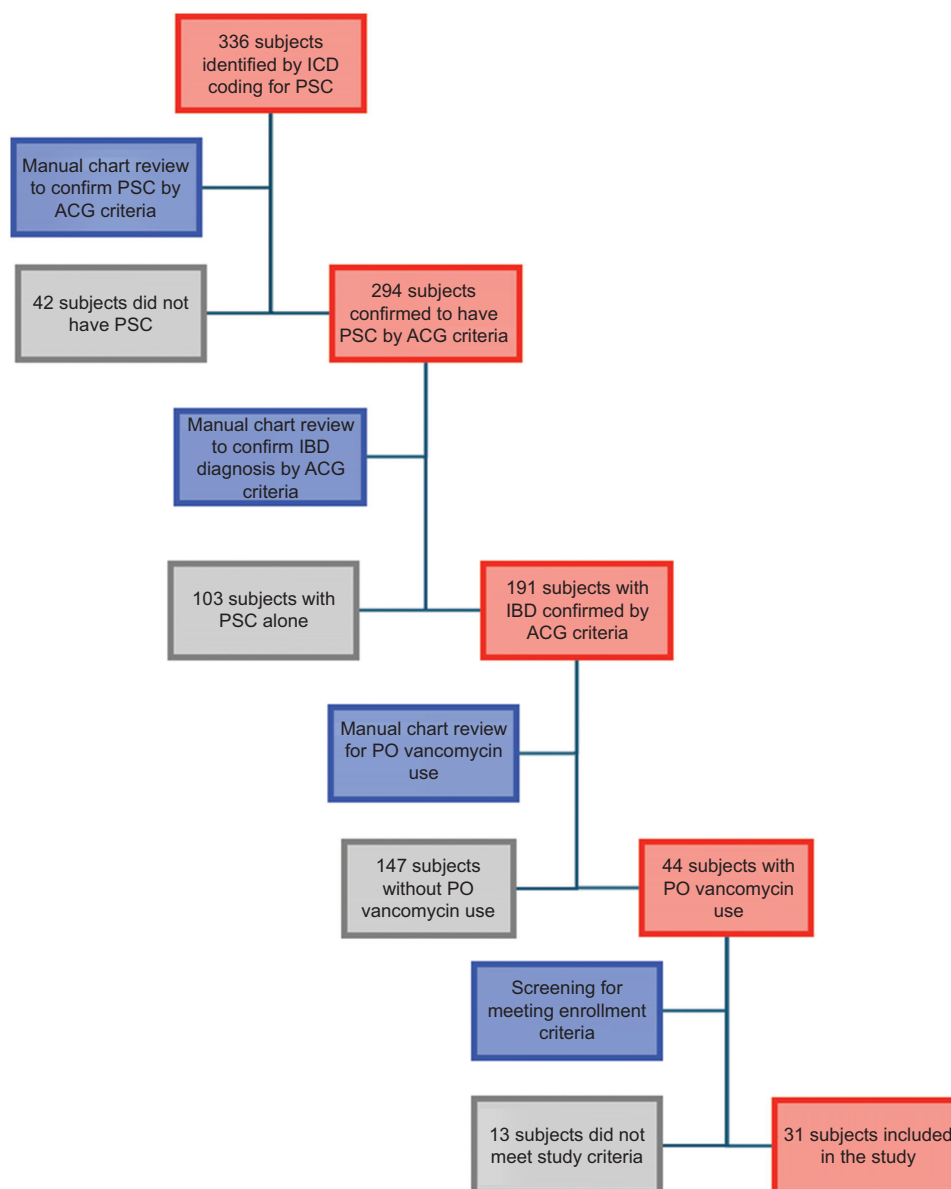 336 subjects
identified by ICD
coding for PSC
Manual chart review
to confirm PSC by
ACG criteria
42 subjects did not
have PSC
294 subjects
confirmed to have
PSC by ACG criteria
Manual chart review
to confirm IBD
diagnosis by ACG
criteria
103 subjects with
PSC alone
191 subjects with
IBD confirmed by
ACG criteria
Manual chart review
for PO vancomycin
use
147 subjects
without PO
vancomycin use
44 subjects with
PO vancomycin
use
Screening for
meeting enrollment
criteria
13 subjects did not
meet study criteria
31 subjects included
in the study